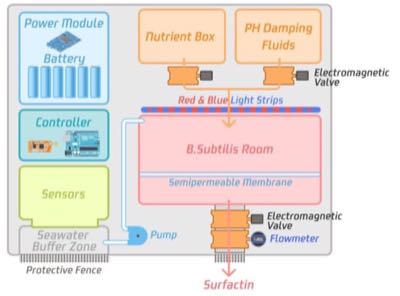 Power Module
Battery
Nutrient Box
PH Damping
Fluids
Electromagnetic
Valve
Red & Blue Light Strips
Controller
B.Subtilis Room
Sensors
Semipermeable Membrane
Seawater
Buffer Zone
Pump
Electromagnetic
Valve
Flowmeter
Protective Fence
Surfactin